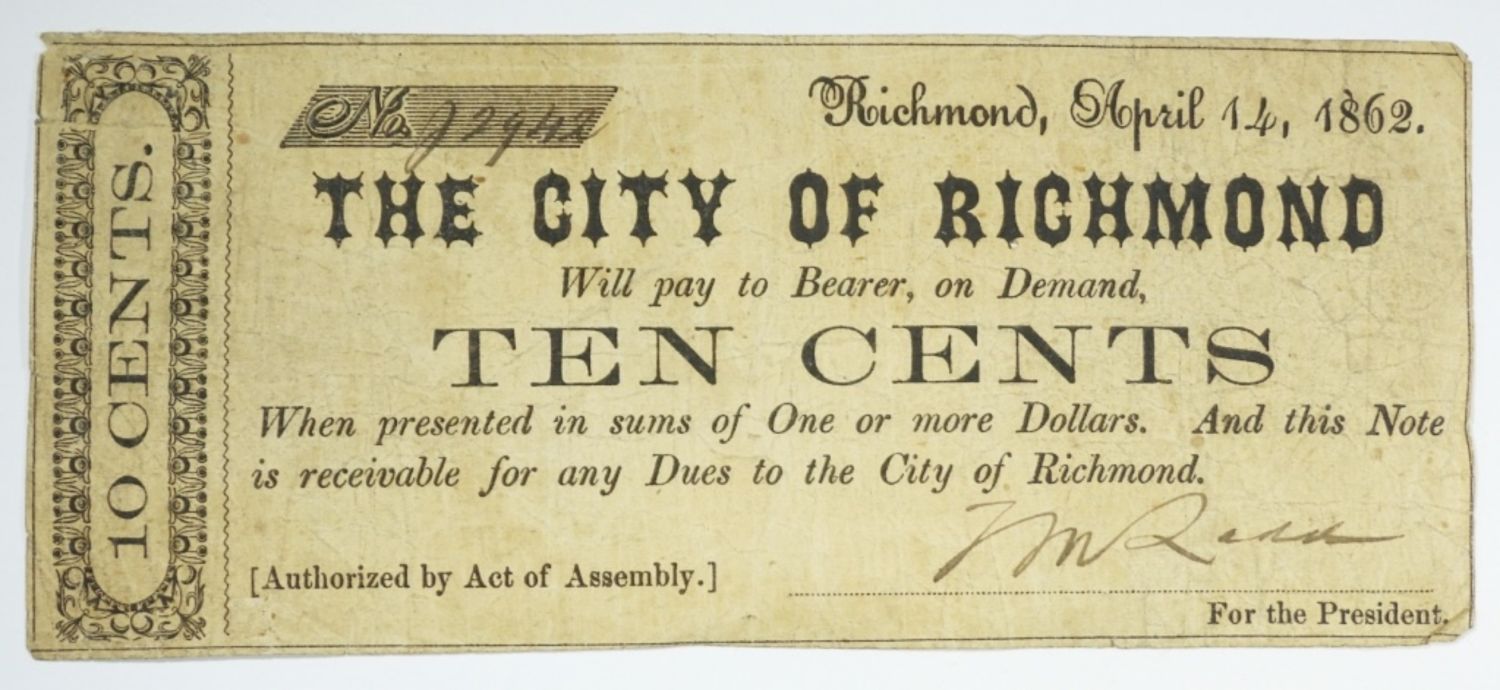 10 CENTS.
No. 72942
Richmond, April 14, 1862.
THE CITY OF RICHMOND
Will pay to Bearer, on Demand,
TEN CENTS
When presented in sums of One or more Dollars. And this Note
is receivable for any Dues to the City of Richmond.
[Authorized by Act of Assembly.]
For the President.